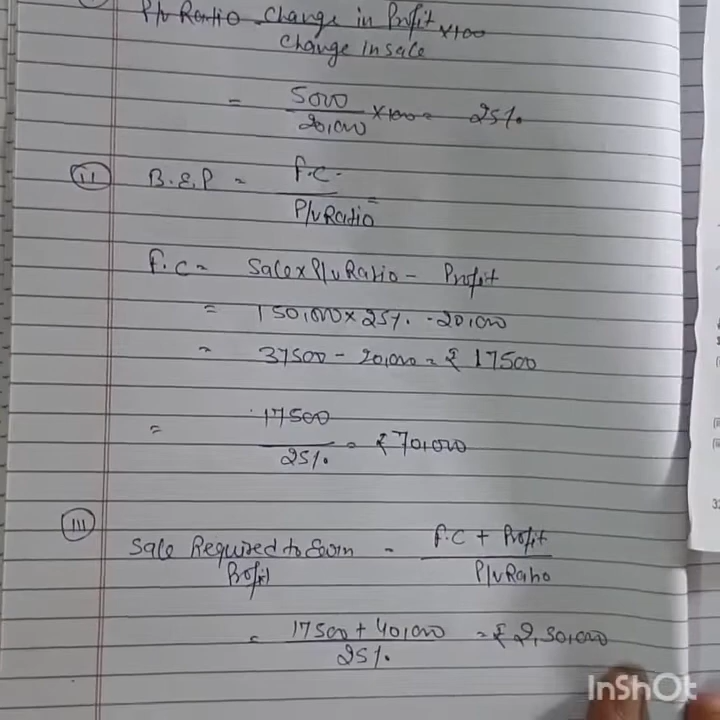 P/v Ratio Change in Profit ×100
Change in sale
= 5000 ×100 = 25%
20,000
(ii) B.E.P = F.C.
P/v Ratio
F.C = Sale×P/v Ratio - Profit
= 150,000×25% - 20,000
= 37500 - 20,000 = ₹ 17500
= 17500 = ₹ 70,000
25%
(iii) Sale Required to Earn = F.C + Profit
Profit P/v Ratio
= 17500 + 40,000 = ₹ 2,30,000
25%
InShOt